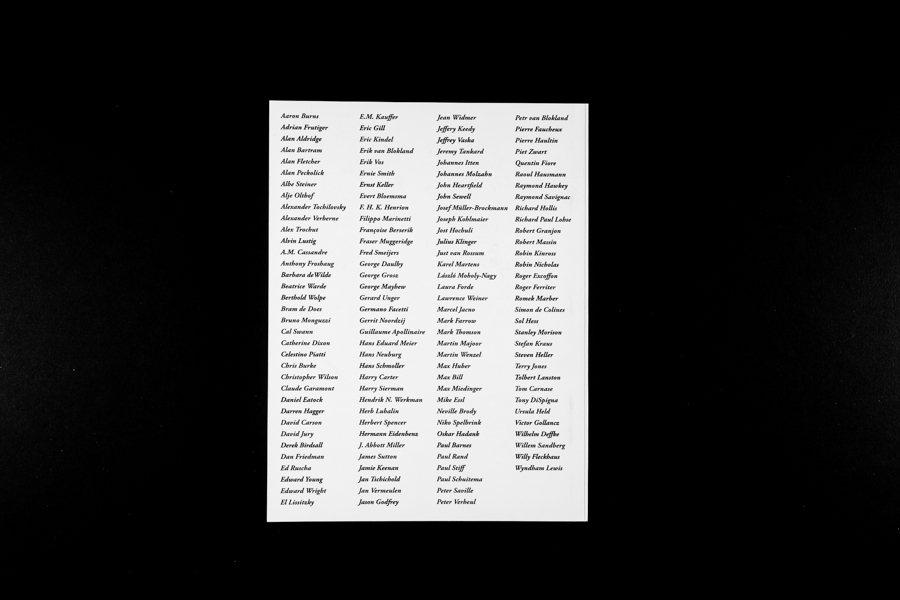 Aaron Burns
Adrian Frutiger
Alan Aldridge
Alan Bartram
Alan Fletcher
Alan Peckolick
Albe Steiner
Alje Olthof
Alexander Tochilovsky
Alexander Verberne
Alex Trochut
Alvin Lustig
A.M. Cassandre
Anthony Froshaug
Barbara deWilde
Beatrice Warde
Berthold Wolpe
Bram de Does
Bruno Monguzzi
Cal Swann
Catherine Dixon
Celestino Piatti
Chris Burke
Christopher Wilson
Claude Garamont
Daniel Eatock
Darren Hagger
David Carson
David Jury
Derek Birdsall
Dan Friedman
Ed Ruscha
Edward Young
Edward Wright
El Lissitzky
E.M. Kauffer
Eric Gill
Eric Kindel
Erik van Blokland
Erik Vos
Ernie Smith
Ernst Keller
Evert Bloemsma
F. H. K. Henrion
Filippo Marinetti
Françoise Berserik
Fraser Muggeridge
Fred Smeijers
George Daulby
George Grosz
George Mayhew
Gerard Unger
Germano Facetti
Gerrit Noordzij
Guillaume Apollinaire
Hans Eduard Meier
Hans Neuburg
Hans Schmoller
Harry Carter
Harry Sierman
Hendrik N. Werkman
Herb Lubalin
Herbert Spencer
Hermann Eidenbenz
J. Abbott Miller
James Sutton
Jamie Keenan
Jan Tschichold
Jan Vermeulen
Jason Godfrey
Jean Widmer
Jeffery Keedy
Jeffrey Vaska
Jeremy Tankard
Johannes Itten
Johannes Molzahn
John Heartfield
John Sewell
Josef Müller-Brockmann
Joseph Kohlmaier
Jost Hochuli
Julius Klinger
Just van Rossum
Karel Martens
László Moholy-Nagy
Laura Forde
Lawrence Weiner
Marcel Jacno
Mark Farrow
Mark Thomson
Martin Majoor
Martin Wenzel
Max Huber
Max Bill
Max Miedinger
Mike Essl
Neville Brody
Niko Spelbrink
Oskar Hadank
Paul Barnes
Paul Rand
Paul Stiff
Paul Schuitema
Peter Saville
Peter Verheul
Petr van Blokland
Pierre Faucheux
Pierre Haultin
Piet Zwart
Quentin Fiore
Raoul Hausmann
Raymond Hawkey
Raymond Savignac
Richard Hollis
Richard Paul Lohse
Robert Granjon
Robert Massin
Robin Kinross
Robin Nicholas
Roger Excoffon
Roger Ferriter
Romek Marber
Simon de Colines
Sol Hess
Stanley Morison
Stefan Kraus
Steven Heller
Terry Jones
Tolbert Lanston
Tom Carnase
Tony DiSpigna
Ursula Held
Victor Gollancz
Wilhelm Deffke
Willem Sandberg
Willy Fleckhaus
Wyndham Lewis